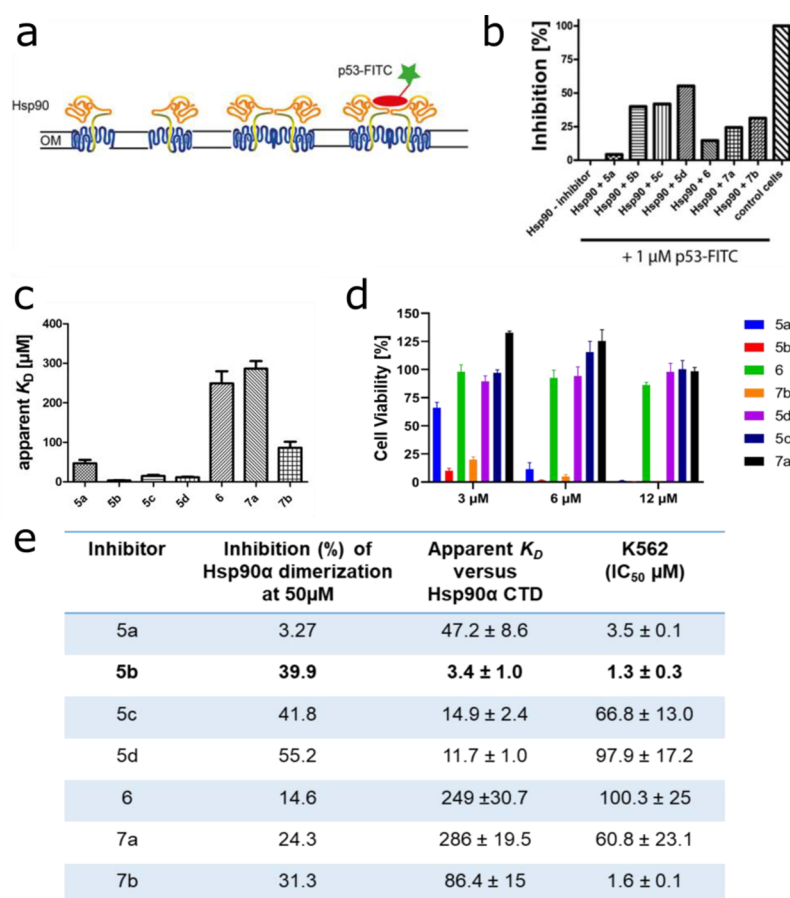 a
p53-FITC
Hsp90
OM
b
Inhibition [%]
100
75
50
25
0
Hsp90 - inhibitor
Hsp90 + 5a
Hsp90 + 5b
Hsp90 + 5c
Hsp90 + 5d
Hsp90 + 6
Hsp90 + 7a
Hsp90 + 7b
control cells
+ 1 µM p53-FITC
c
apparent KD [µM]
400
300
200
100
0
5a
5b
5c
5d
6
7a
7b
d
Cell Viability [%]
150
125
100
75
50
25
0
3 µM
6 µM
12 µM
5a
5b
6
7b
5d
5c
7a
e
Inhibitor Inhibition (%) of Apparent KD K562
Hsp90α dimerization versus (IC50 µM)
at 50µM Hsp90α CTD
5a 3.27 47.2 ± 8.6 3.5 ± 0.1
5b 39.9 3.4 ± 1.0 1.3 ± 0.3
5c 41.8 14.9 ± 2.4 66.8 ± 13.0
5d 55.2 11.7 ± 1.0 97.9 ± 17.2
6 14.6 249 ±30.7 100.3 ± 25
7a 24.3 286 ± 19.5 60.8 ± 23.1
7b 31.3 86.4 ± 15 1.6 ± 0.1